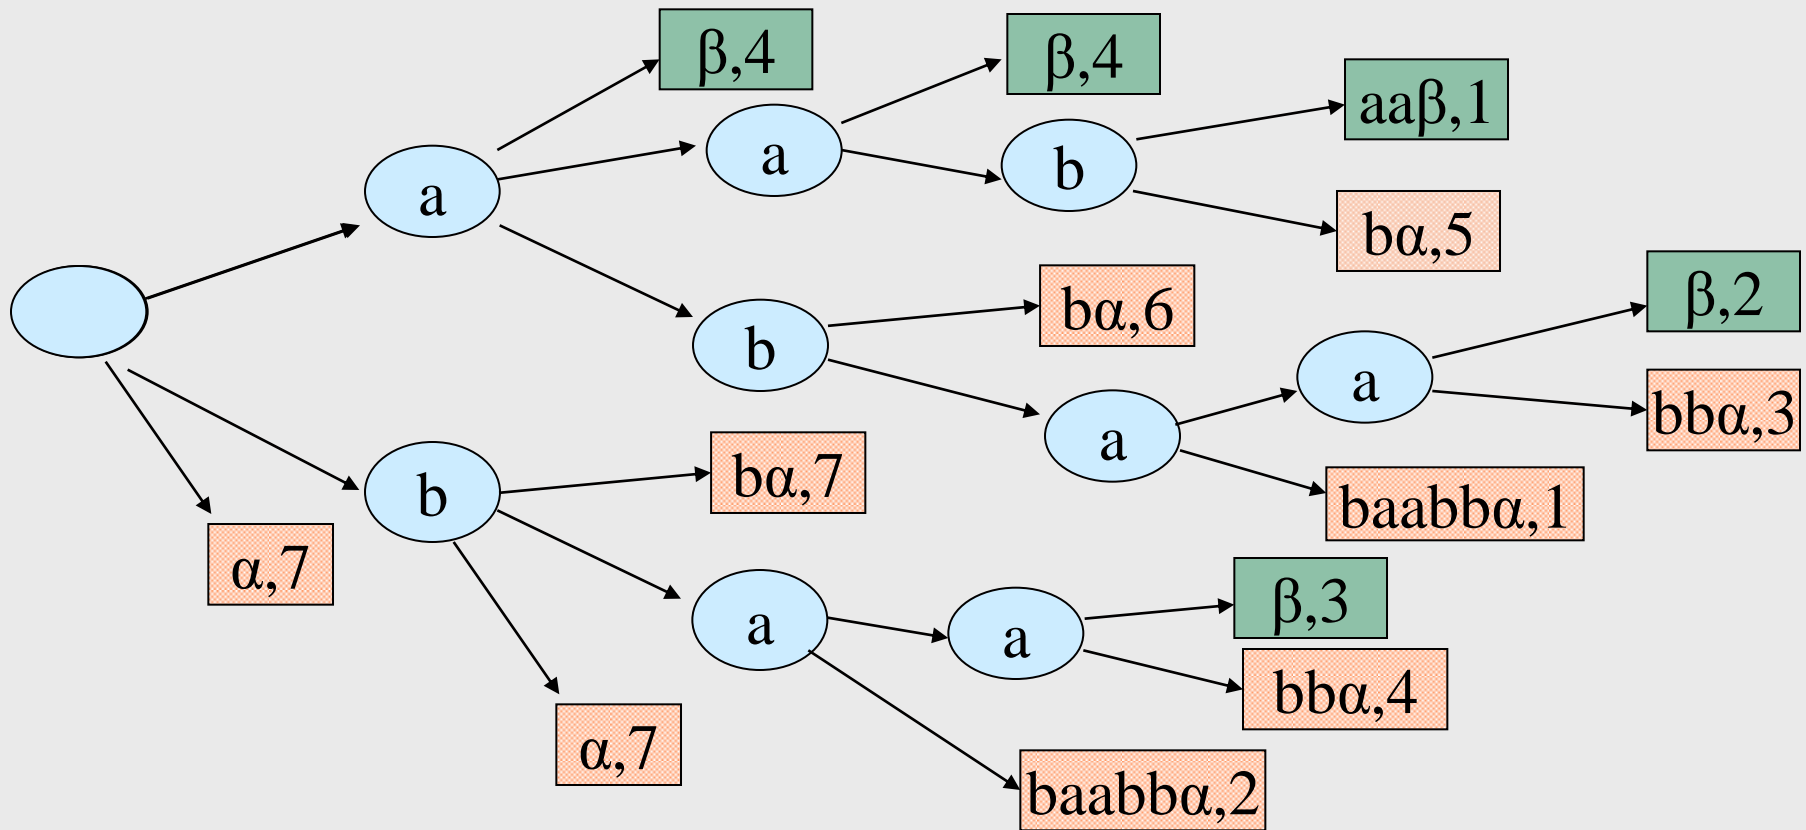 β,4
β,4
aaβ,1
a
a
b
bα,5
bα,6
β,2
b
a
bbα,3
a
bα,7
b
baabbα,1
α,7
β,3
a
a
bbα,4
α,7
baabbα,2